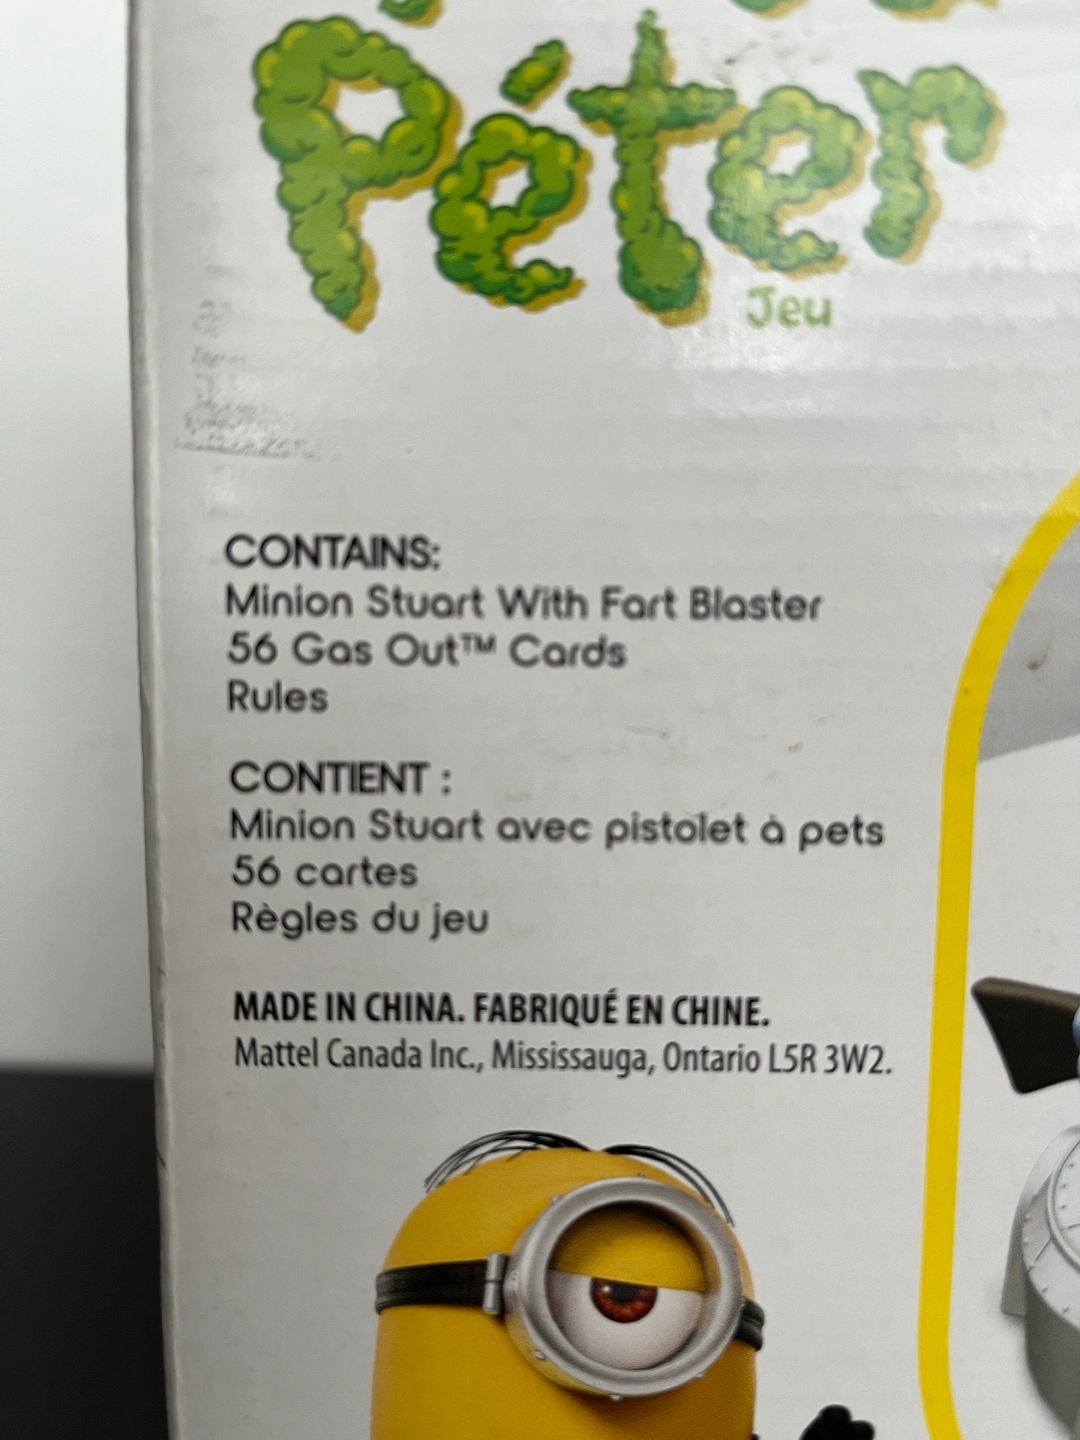 Péter
Jeu
CONTAINS:
Minion Stuart With Fart Blaster
56 Gas Out™ Cards
Rules
CONTIENT :
Minion Stuart avec pistolet à pets
56 cartes
Règles du jeu
MADE IN CHINA. FABRIQUÉ EN CHINE.
Mattel Canada Inc., Mississauga, Ontario L5R 3W2.